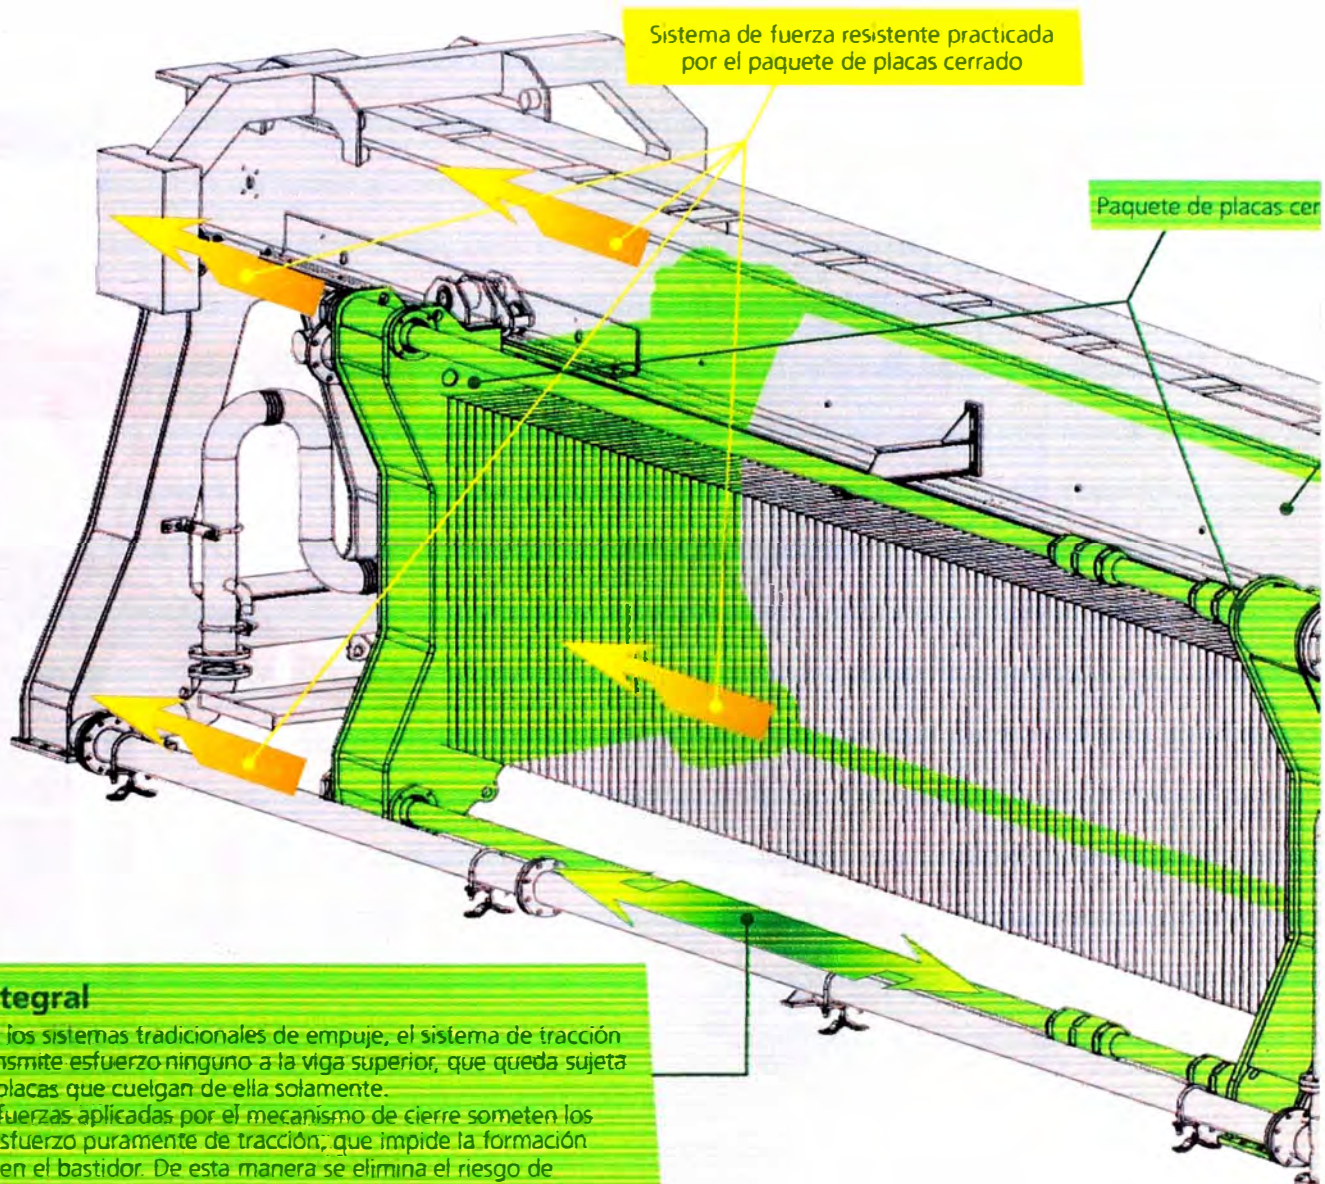 Sistema de fuerza resistente practicada
por el paquete de placas cerrado
Paquete de placas cer
tegral
los sistemas tradicionales de empuje, el sistema de tracción
nsmite esfuerzo ninguno a la viga superior, que queda sujeta
placas que cuelgan de ella solamente.
fuerzas aplicadas por el mecanismo de cierre someten los
sfuerzo puramente de tracción, que impide la formación
en el bastidor. De esta manera se elimina el riesgo de